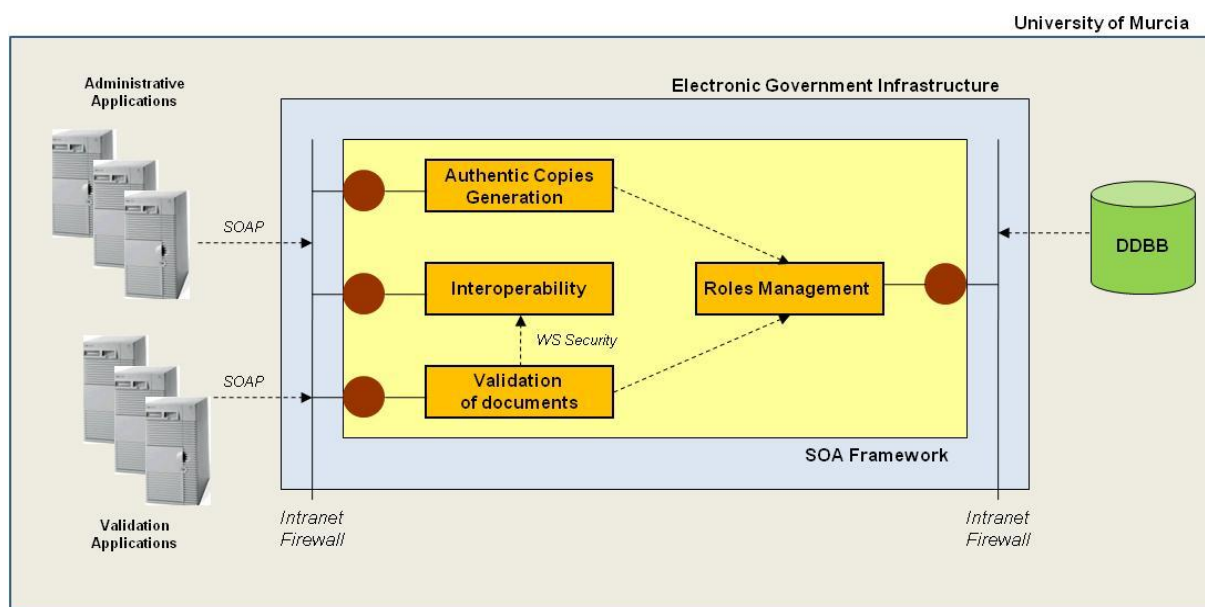 University of Murcia
Administrative
Applications
Electronic Government Infrastructure
Authentic Copies
Generation
SOAP
DDBB
Interoperability
Roles Management
WS Security
SOAP
Validation
of documents
SOA Framework
Intranet
Firewall
Intranet
Firewall
Validation
Applications